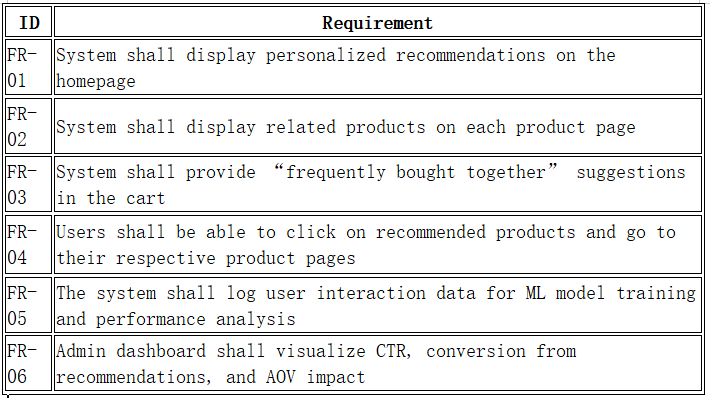 ID Requirement
FR-
01
System shall display personalized recommendations on the
homepage
FR-
02
System shall display related products on each product page
FR-
03
System shall provide “frequently bought together” suggestions
in the cart
FR-
04
Users shall be able to click on recommended products and go to
their respective product pages
FR-
05
The system shall log user interaction data for ML model training
and performance analysis
FR-
06
Admin dashboard shall visualize CTR, conversion from
recommendations, and AOV impact